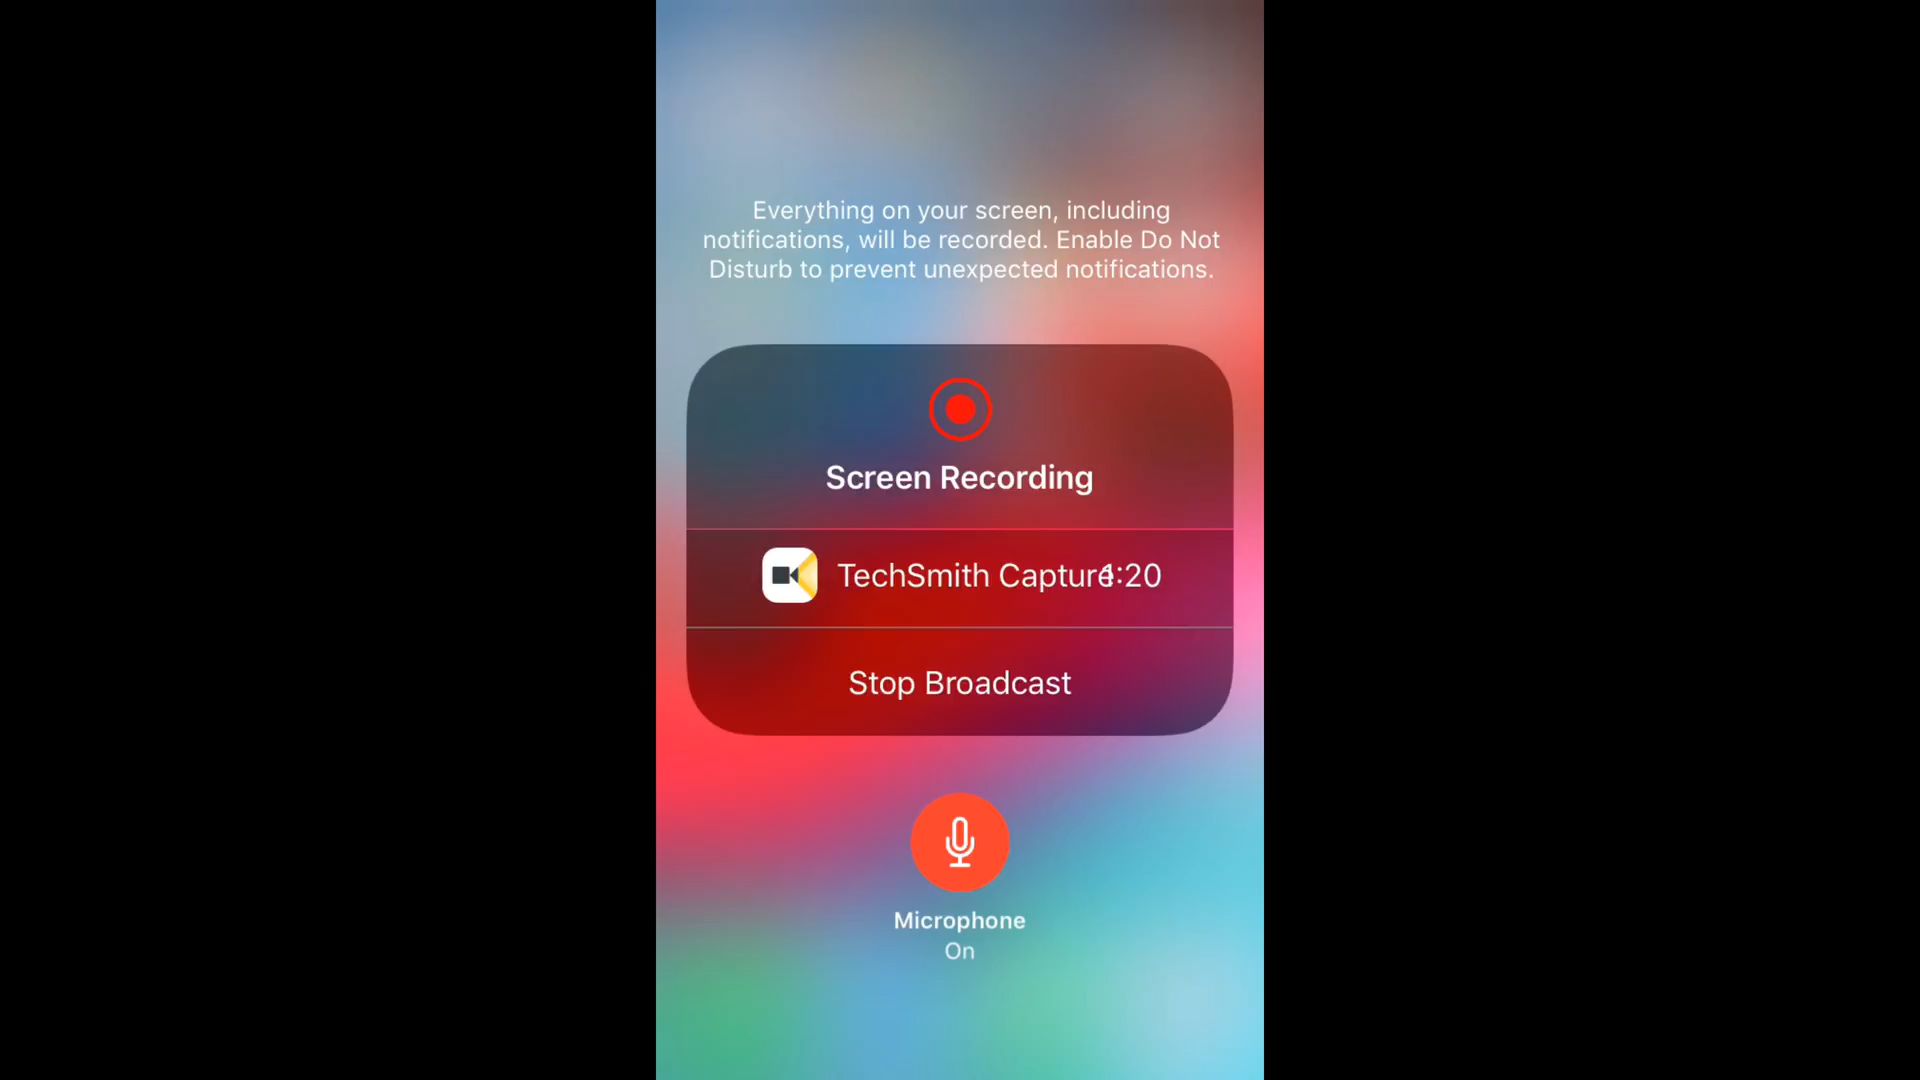 Everything on your screen, including
notifications, will be recorded. Enable Do Not
Disturb to prevent unexpected notifications.
Screen Recording
TechSmith Capture :20
Stop Broadcast
Microphone
On